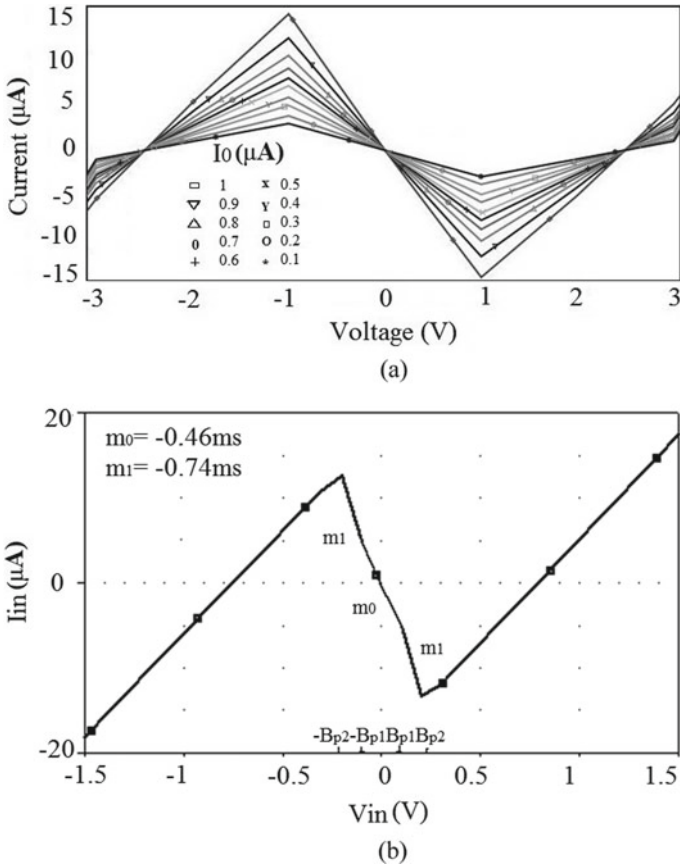 15
10
5
0
-5
-10
-15
Current (μA)
I0 (μA)
1
0.9
0.8
0.7
0.6
0.5
0.4
0.3
0.2
0.1
-3 -2 -1 0 1 2 3
Voltage (V)
(a)
20
0
-20
Iin (μA)
m0= -0.46ms
m1= -0.74ms
m1
m0
m1
-Bp2-Bp1Bp1Bp2
-1.5 -1 -0.5 0 0.5 1 1.5
Vin (V)
(b)